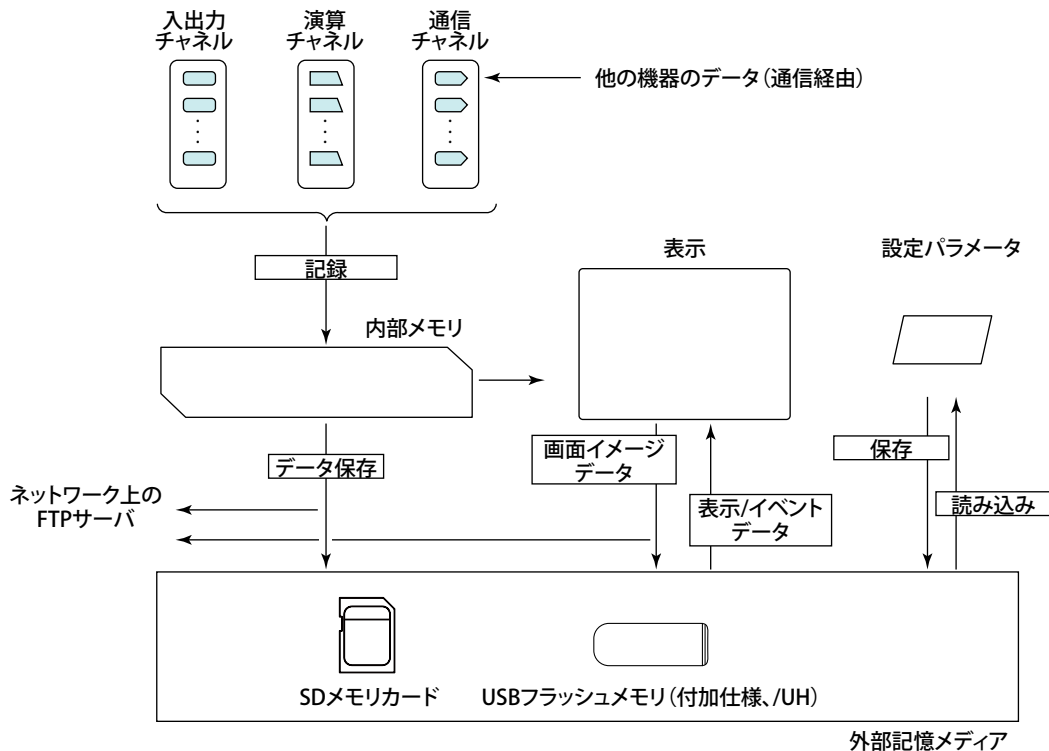 入出力
チャネル
演算
チャネル
通信
チャネル
他の機器のデータ（通信経由）
記録
表示
設定パラメータ
内部メモリ
データ保存
画面イメージ
データ
保存
ネットワーク上の
FTPサーバ
表示/イベント
データ
読み込み
SDメモリカード
USBフラッシュメモリ（付加仕様、/UH）
外部記憶メディア